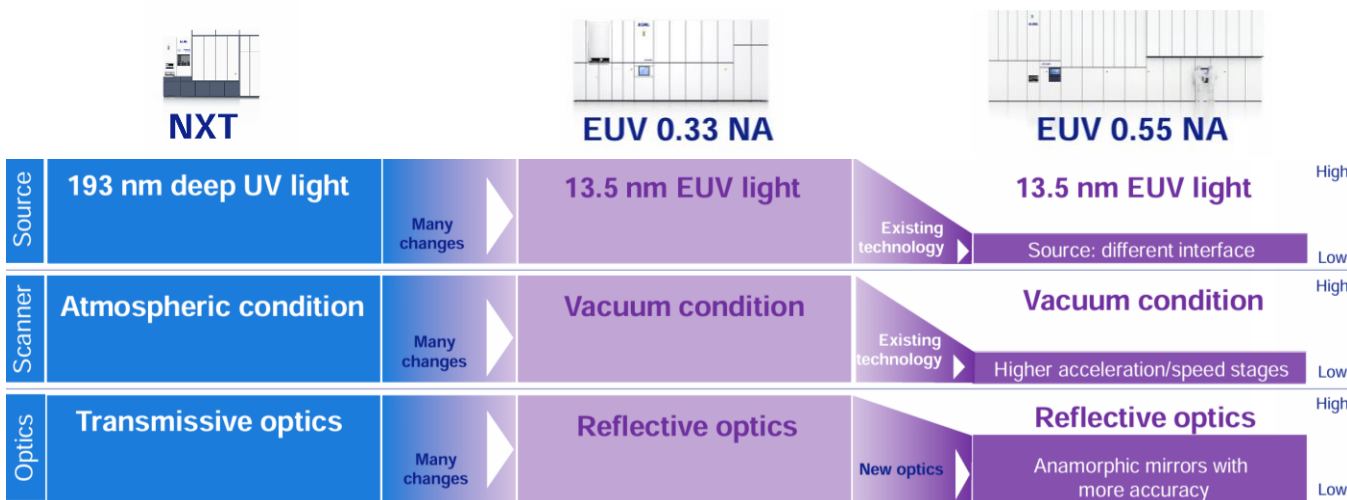 NXT
EUV 0.33 NA
EUV 0.55 NA
Source
193 nm deep UV light
Many
changes
13.5 nm EUV light
Existing
technology
13.5 nm EUV light
Source: different interface
High
Low
Scanner
Atmospheric condition
Many
changes
Vacuum condition
Existing
technology
Vacuum condition
Higher acceleration/speed stages
High
Low
Optics
Transmissive optics
Many
changes
Reflective optics
New optics
Reflective optics
Anamorphic mirrors with
more accuracy
High
Low